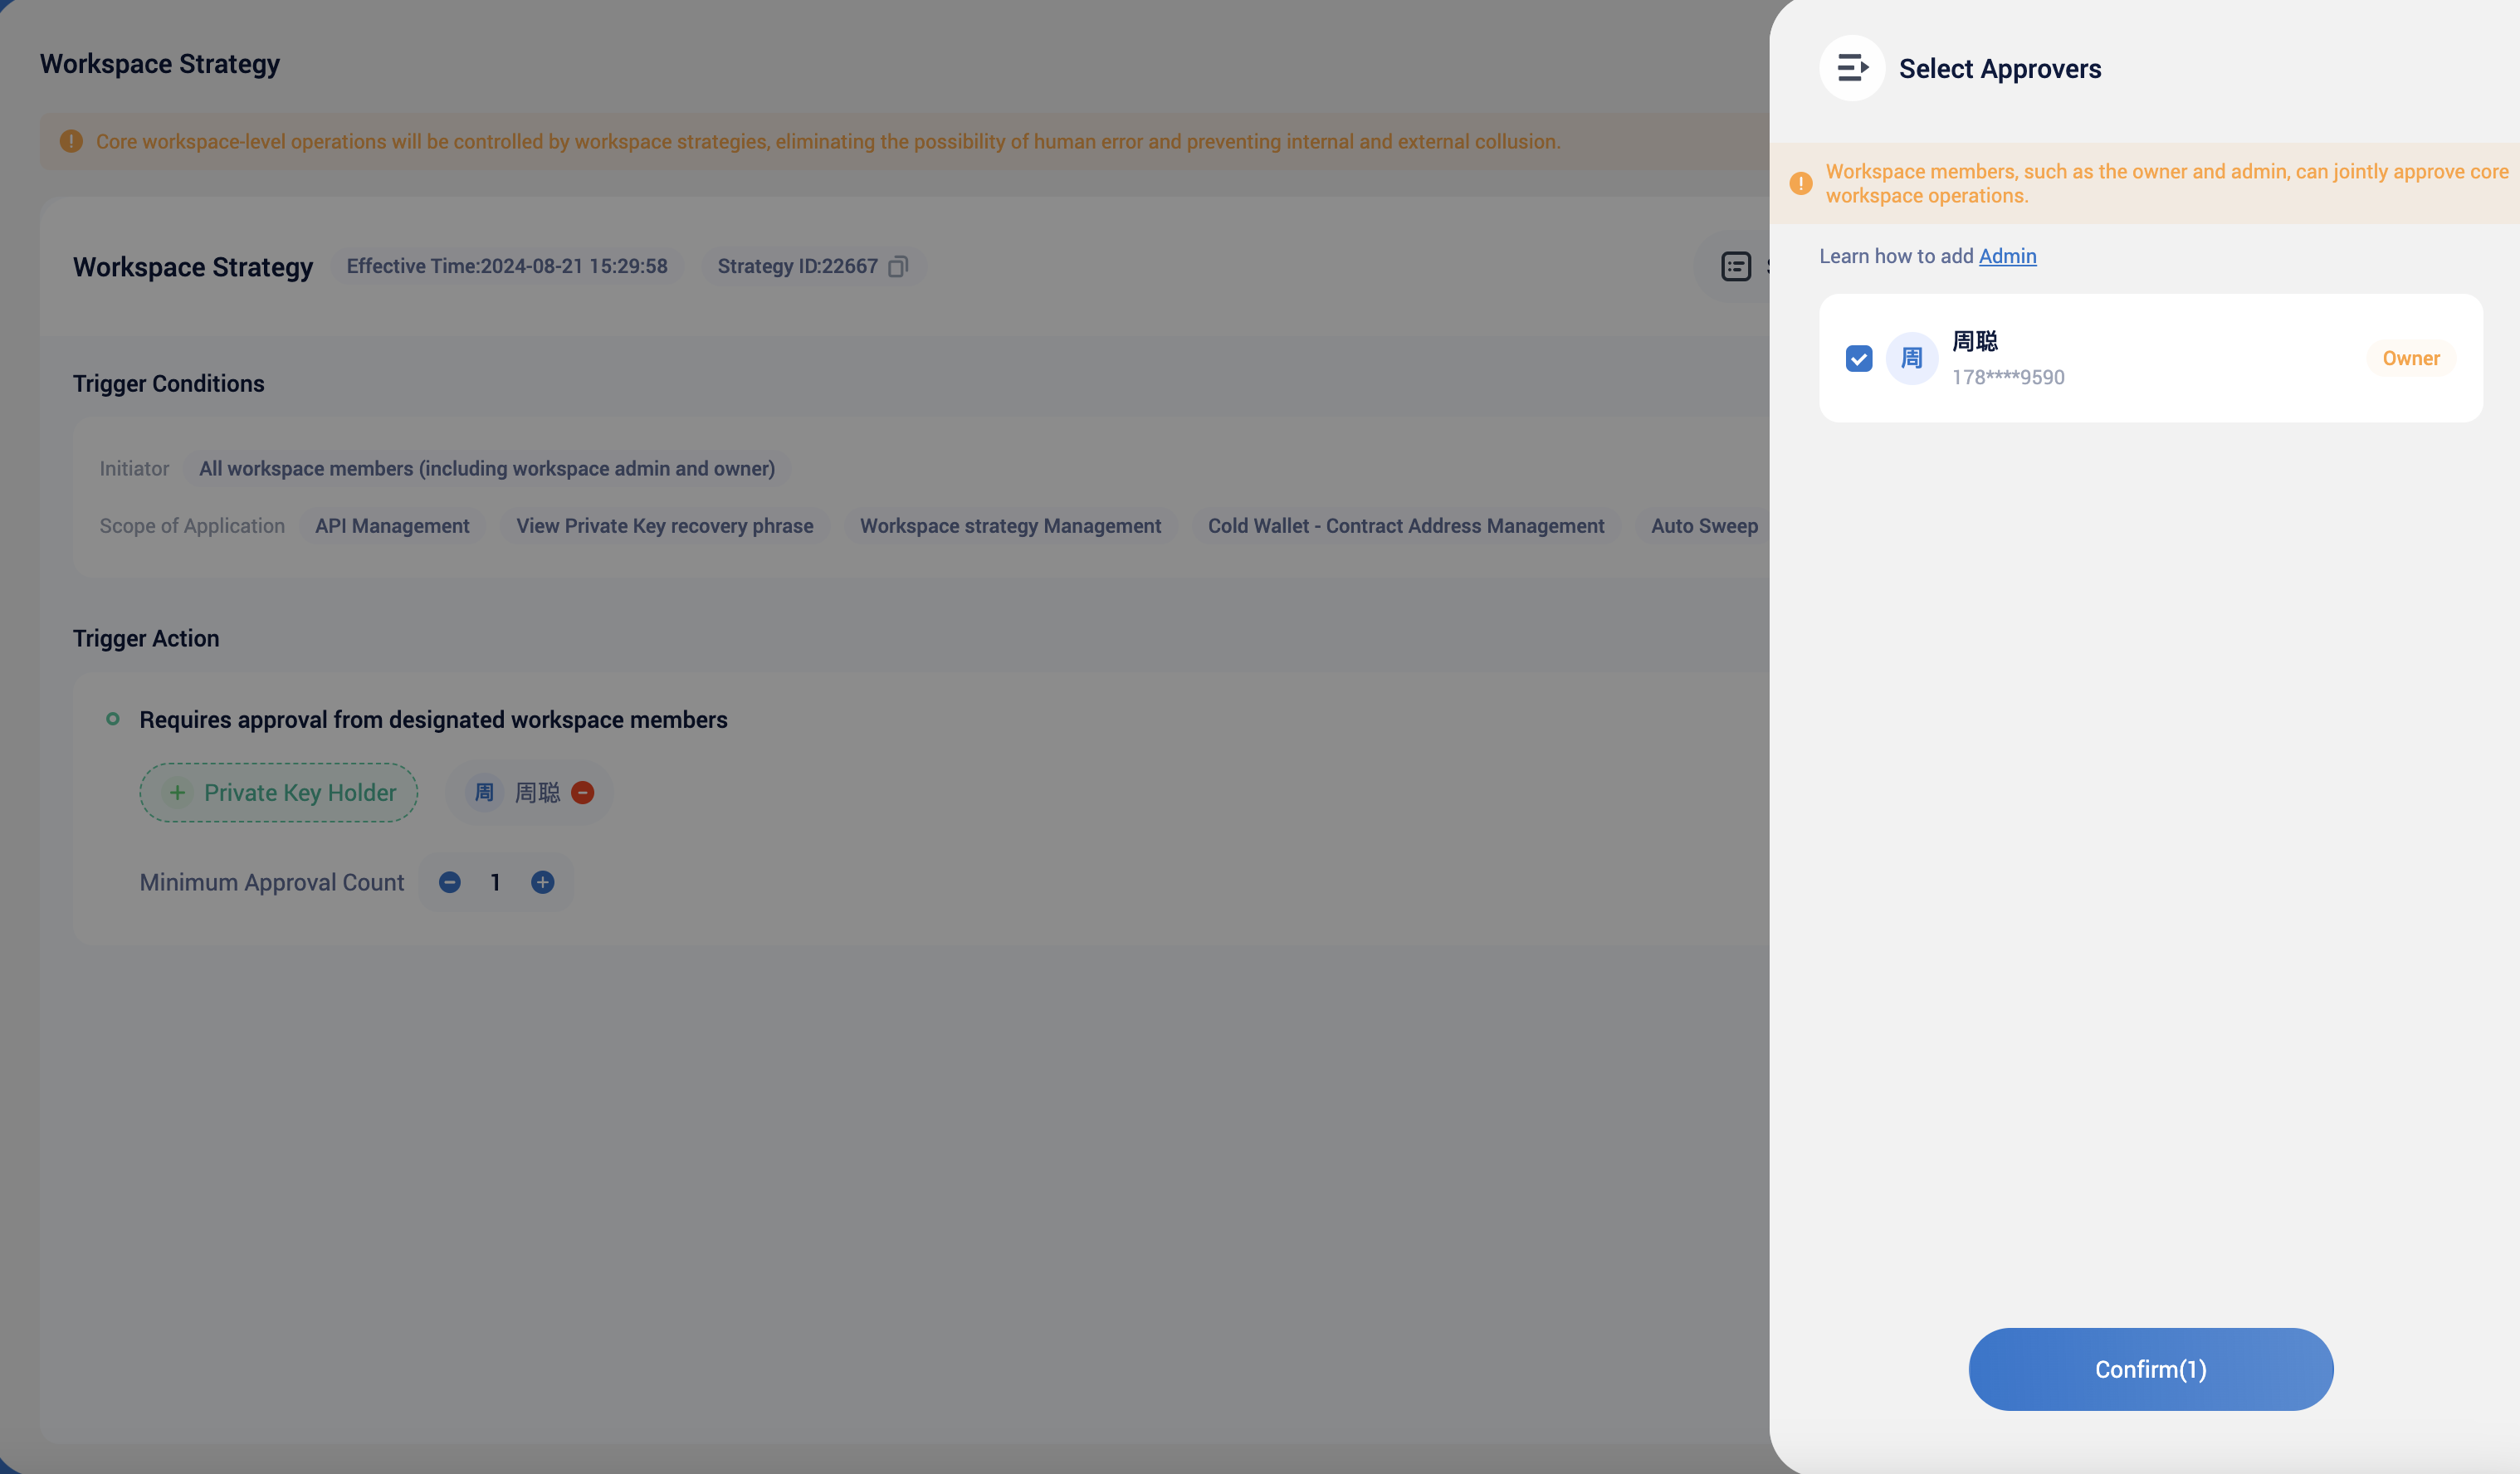 Workspace Strategy
Core workspace-level operations will be controlled by workspace strategies, eliminating the possibility of human error and preventing internal and external collusion.
Workspace Strategy
Effective Time:2024-08-21 15:29:58
Strategy ID:22667
Trigger Conditions
Initiator
All workspace members (including workspace admin and owner)
Scope of Application
API Management
View Private Key recovery phrase
Workspace strategy Management
Cold Wallet - Contract Address Management
Auto Sweep
Trigger Action
Requires approval from designated workspace members
+ Private Key Holder
周
周聪
Minimum Approval Count
1
Select Approvers
Workspace members, such as the owner and admin, can jointly approve core
workspace operations.
Learn how to add Admin
周
周聪
178****9590
Owner
Confirm(1)